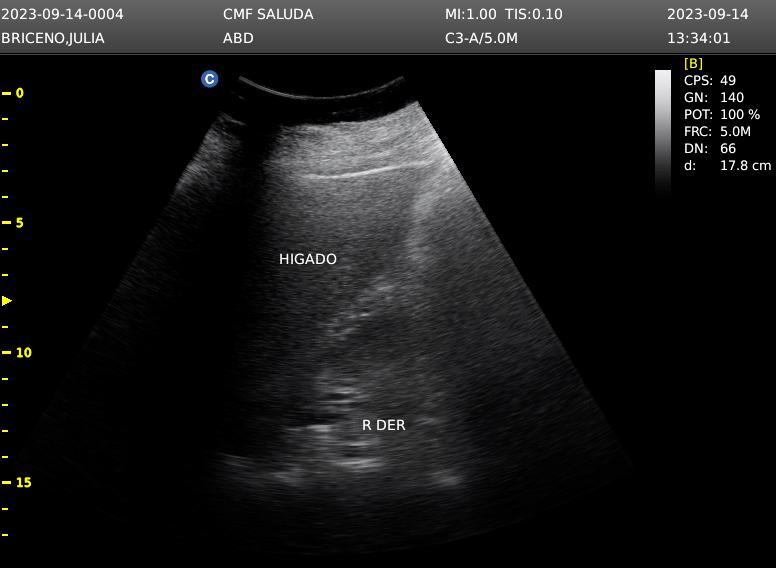 2023-09-14-0004 CMF SALUDA MI:1.00 TIS:0.10 2023-09-14
BRICENO,JULIA ABD C3-A/5.0M 13:34:01
C
[B]
CPS: 49
GN: 140
POT: 100 %
FRC: 5.0M
DN: 66
d: 17.8 cm
0
5
HIGADO
10
R DER
15